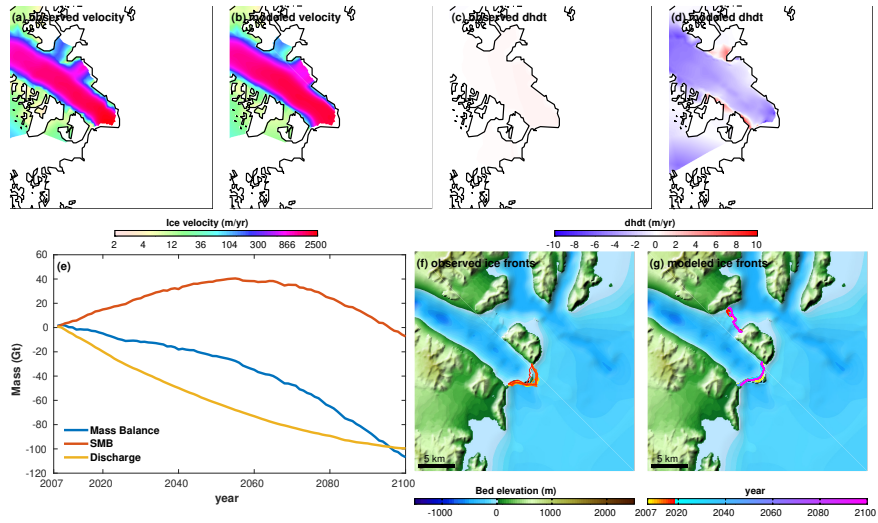 (a) observed velocity
(b) modeled velocity
(c) observed dhdt
(d) modeled dhdt
Ice velocity (m/yr)
2 4 12 36 104 300 866 2500
dhdt (m/yr)
-10 -8 -6 -4 -2 0 2 4 6 8 10
(e)
60
40
20
0
-20
-40
-60
-80
-100
-120
Mass (Gt)
Mass Balance
SMB
Discharge
2007 2020 2040 2060 2080 2100
year
(f) observed ice fronts
5 km
(g) modeled ice fronts
5 km
Bed elevation (m)
-1000 0 1000 2000
year
2007 2020 2040 2060 2080 2100